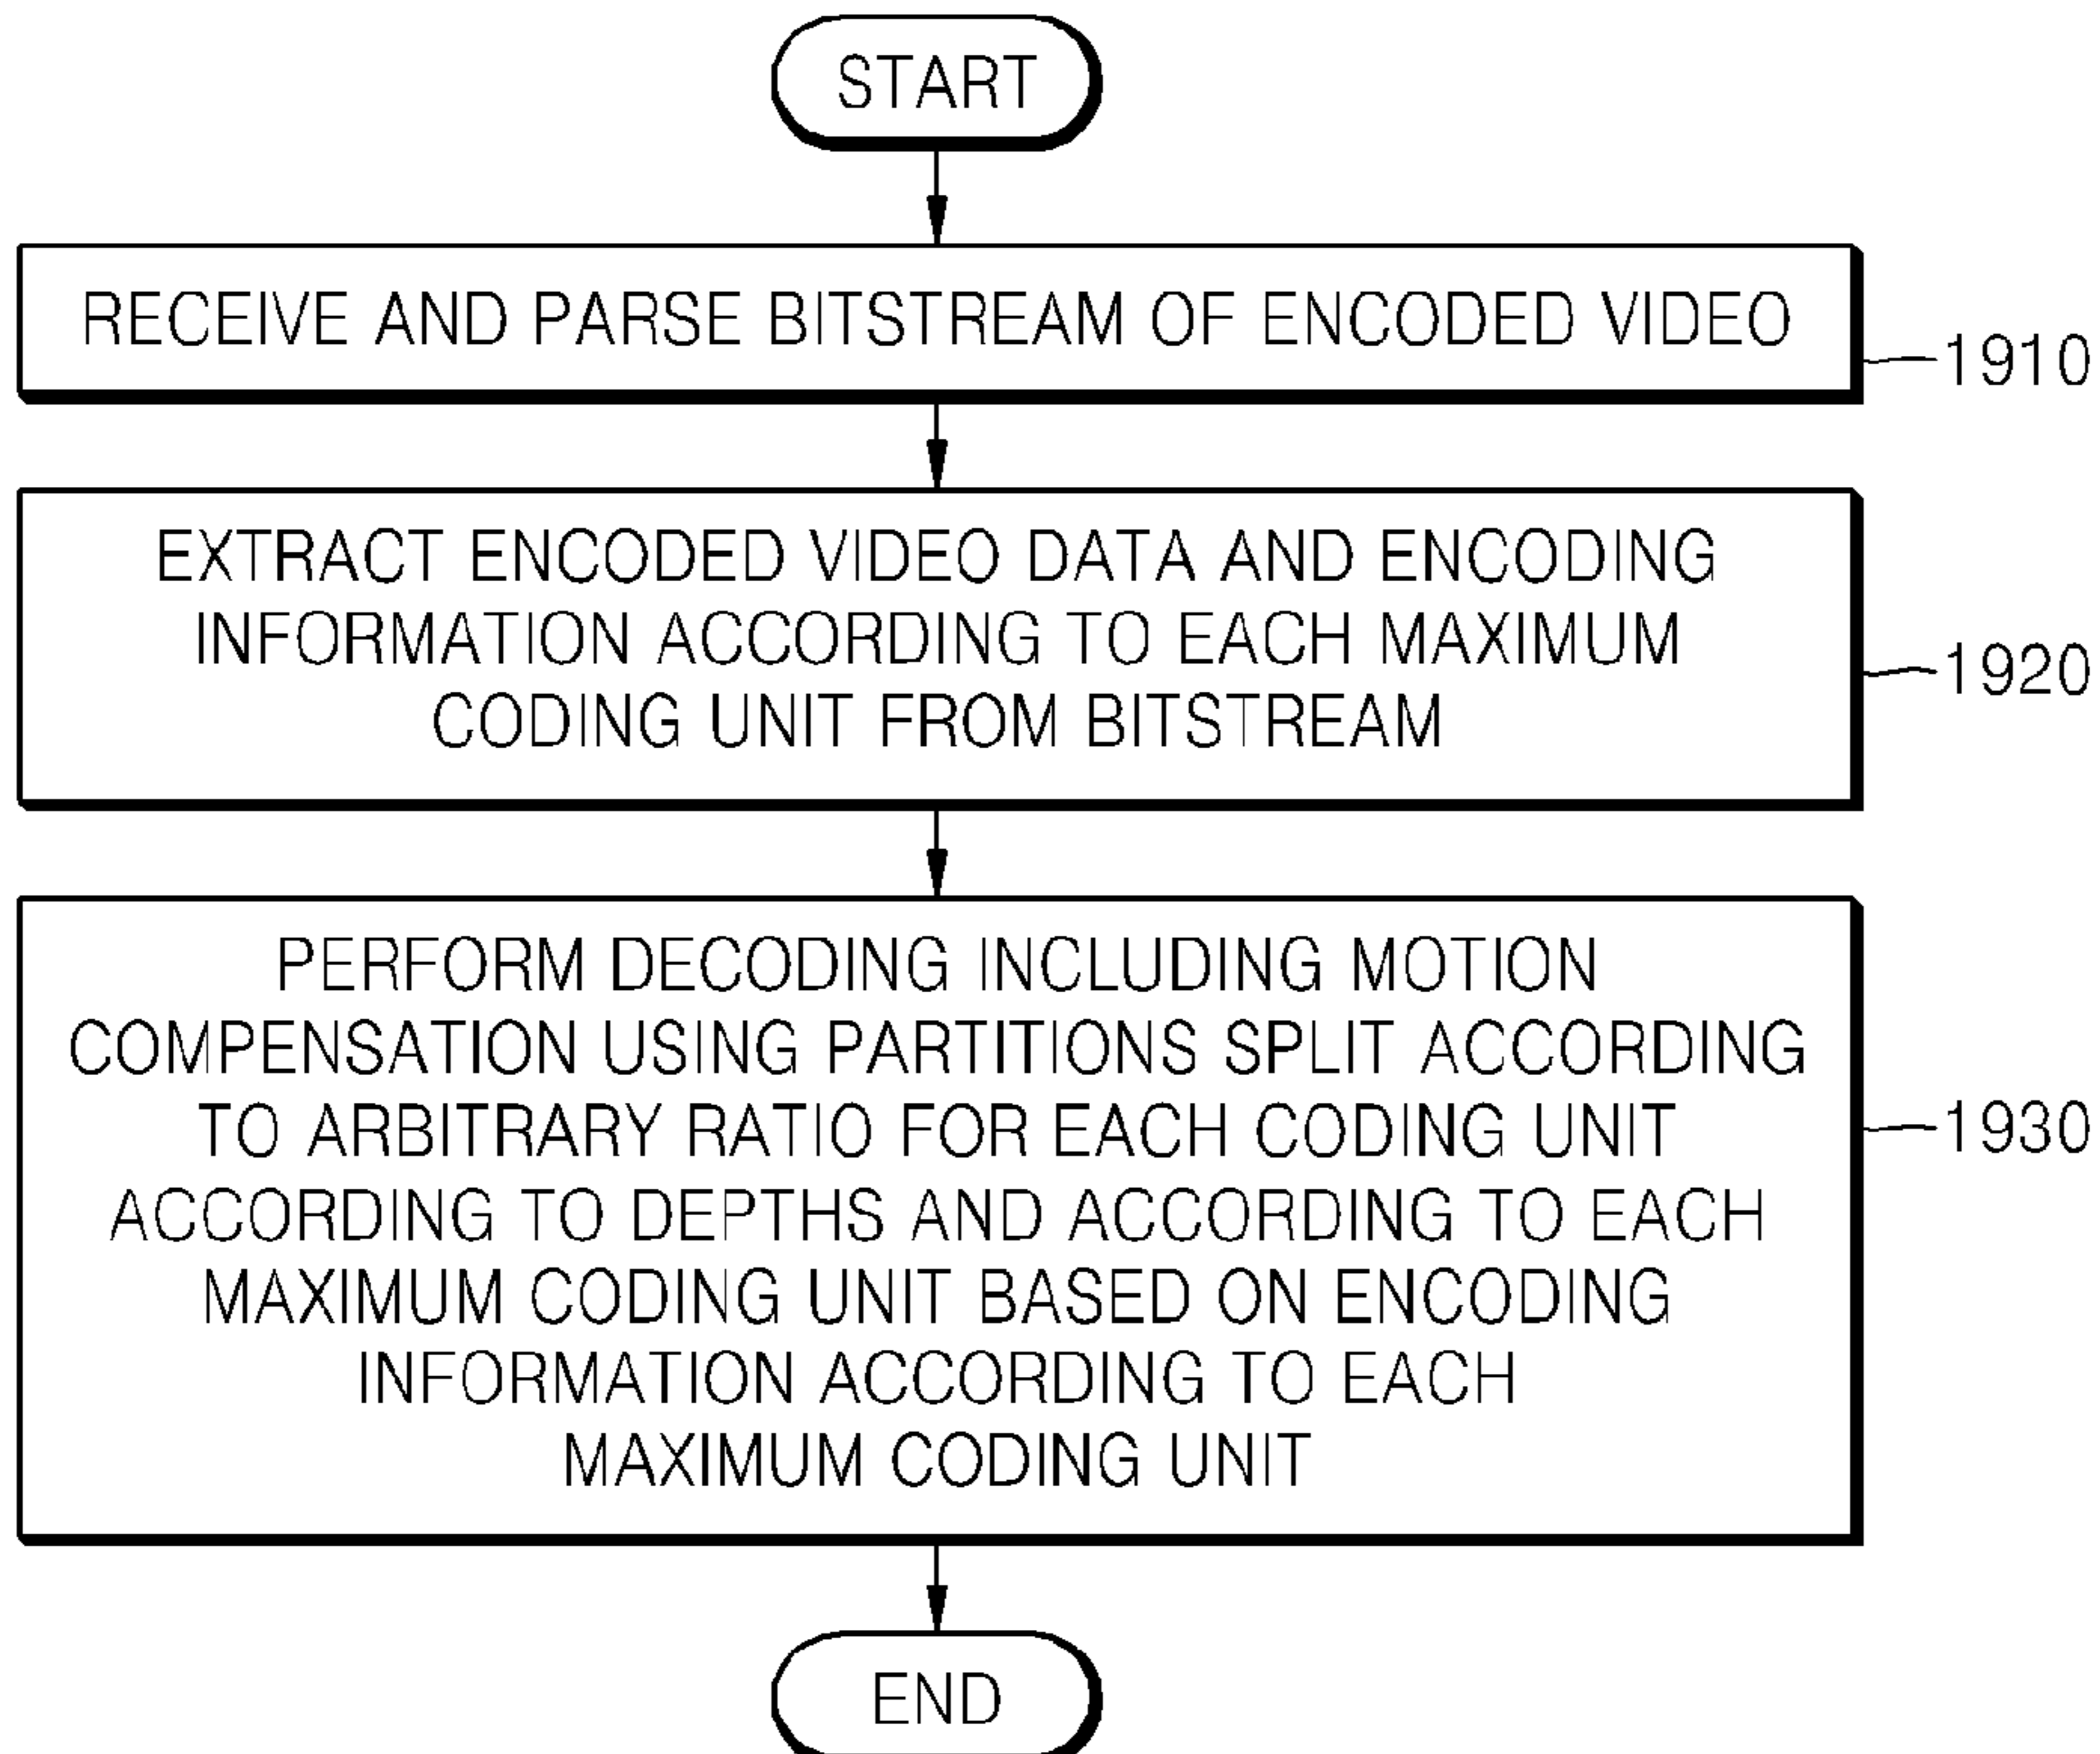 START
RECEIVE AND PARSE BITSTREAM OF ENCODED VIDEO
1910
EXTRACT ENCODED VIDEO DATA AND ENCODING
INFORMATION ACCORDING TO EACH MAXIMUM
CODING UNIT FROM BITSTREAM
1920
PERFORM DECODING INCLUDING MOTION
COMPENSATION USING PARTITIONS SPLIT ACCORDING
TO ARBITRARY RATIO FOR EACH CODING UNIT
ACCORDING TO DEPTHS AND ACCORDING TO EACH
MAXIMUM CODING UNIT BASED ON ENCODING
INFORMATION ACCORDING TO EACH
MAXIMUM CODING UNIT
1930
END